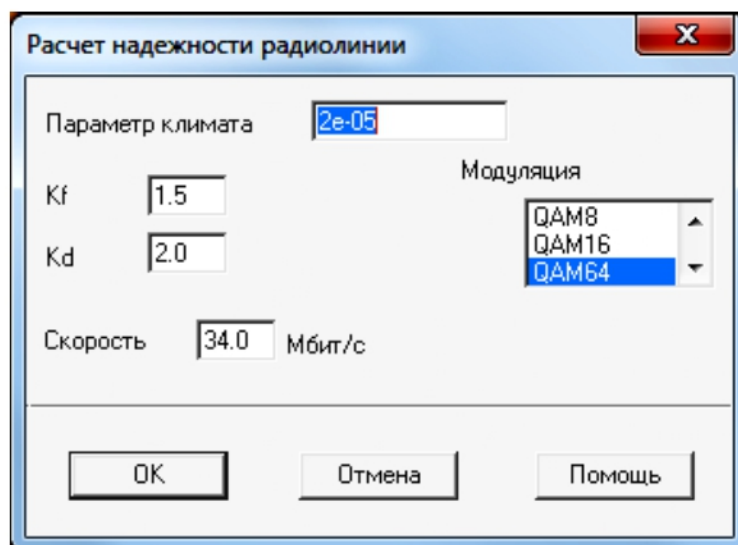 Расчет надежности радиолинии
Параметр климата 2e-05
Модуляция
Kf 1.5
QAM8
QAM16
Kd 2.0
QAM64
Скорость 34.0 Мбит/с
OK Отмена Помощь